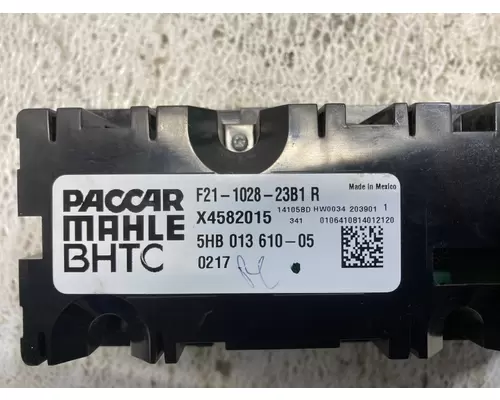 PACCAR
MAHLE
BHTC
F21-1028-23B1 R
X4582015
5HB 013 610-05
0217
Made in Mexico
14105BD HW0034 203901 1
341 0106410814012120